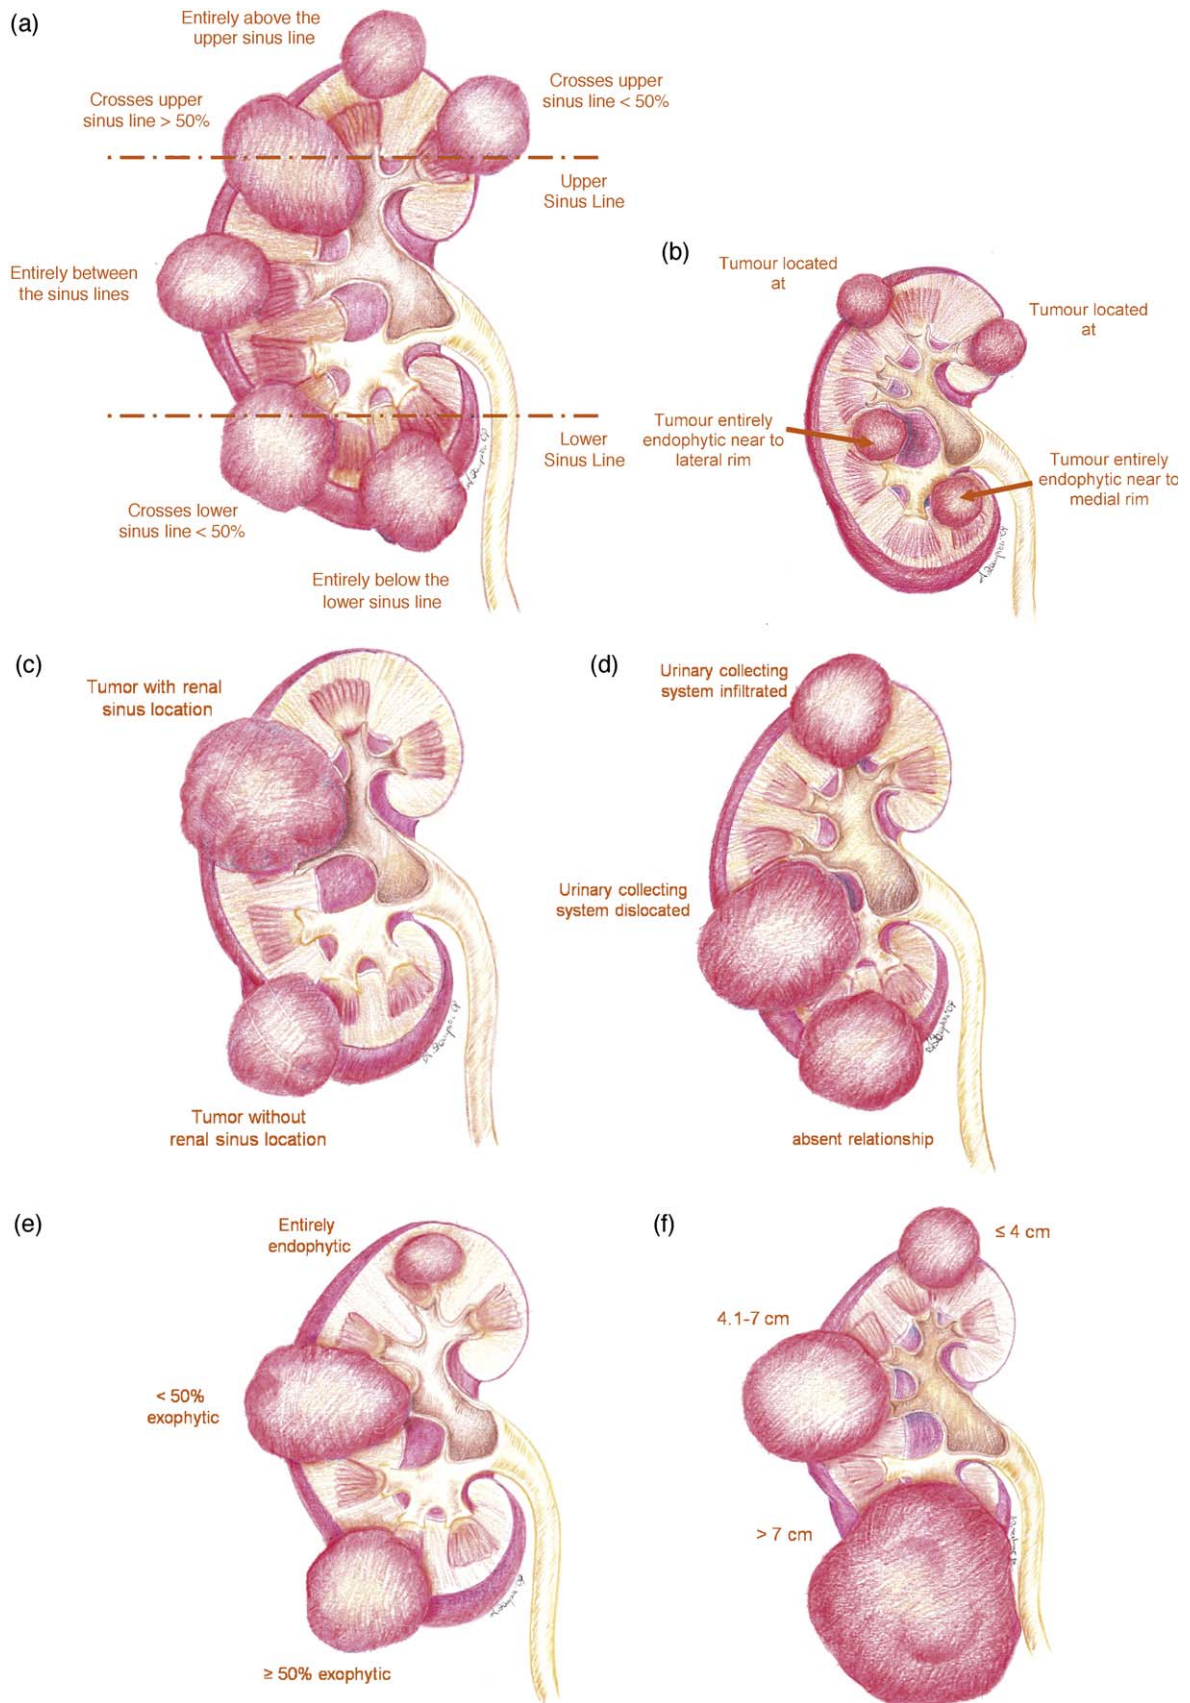 (a)
Entirely above the
upper sinus line
Crosses upper
sinus line < 50%
Crosses upper
sinus line > 50%
Upper
Sinus Line
Entirely between
the sinus lines
Lower
Sinus Line
Crosses lower
sinus line < 50%
Entirely below the
lower sinus line
(b)
Tumour located
at
Tumour located
at
Tumour entirely
endophytic near to
lateral rim
Tumour entirely
endophytic near to
medial rim
(c)
Tumor with renal
sinus location
Tumor without
renal sinus location
(d)
Urinary collecting
system infiltrated
Urinary collecting
system dislocated
absent relationship
(e)
Entirely
endophytic
< 50%
exophytic
≥ 50% exophytic
(f)
≤ 4 cm
4.1-7 cm
> 7 cm